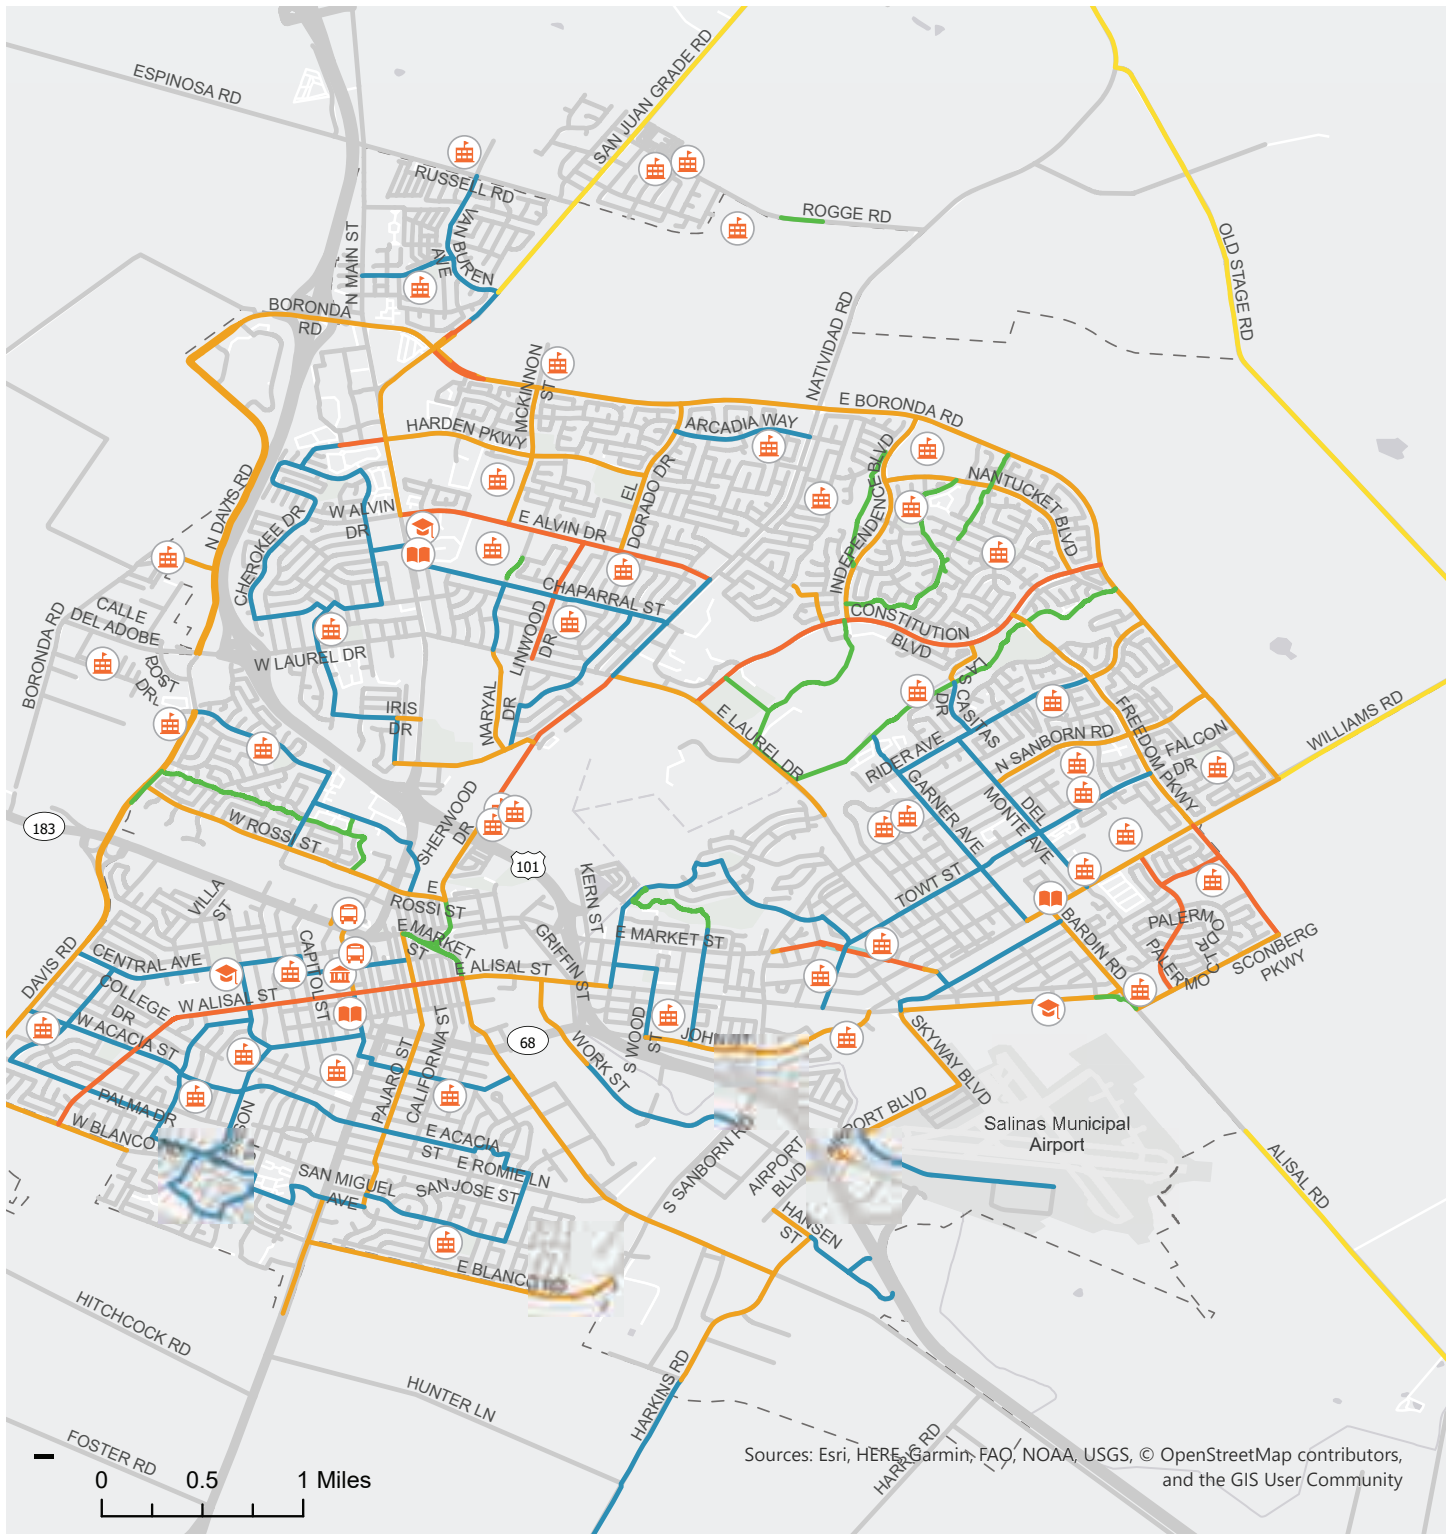 ESPINOSA RD
SAN JUAN GRADE RD
RUSSELL RD
ROGGE RD
VAN BUREN
AVE
N MAIN ST
OLD STAGE RD
BORONDA
RD
NATIVIDAD RD
MCKINNON
ST
E BORONDA RD
HARDEN PKWY
ARCADIA WAY
INDEPENDENCE BLVD
NANTUCKET BLVD
EL
DORADO DR
N DAVIS RD
W ALVIN
DR
E ALVIN DR
CHEROKEE DR
CHAPARRAL ST
CONSTITUTION
BLVD
CALLE
DEL ADOBE
BORONDA RD
POST
DR
W LAUREL DR
LINWOOD
DR
MARYAL
DR
IRIS
DR
E LAUREL DR
LAS CASITAS
DR
RIDER AVE
N SANBORN RD
FREEDOM PKWY
FALCON
DR
WILLIAMS RD
GARNER AVE
DEL
MONTE AVE
SHERWOOD
DR
183
W ROSSI ST
101
KERN ST
TOWT ST
VILLA
ST
E
ROSSI ST
E MARKET
ST
E MARKET ST
GRIFFIN ST
BARDIN RD
PALERMO
DR
PALERMO
CT
SCONBERG
PKWY
DAVIS RD
CENTRAL AVE
CAPITOL ST
E ALISAL ST
COLLEGE
DR
W ALISAL ST
W ACACIA ST
68
WORK ST
S WOOD
ST
SKYWAY BLVD
PAJARO ST
CALIFORNIA ST
PALMA DR
W BLANCO
Salinas Municipal
Airport
E ACACIA
ST
E ROMIE LN
SAN MIGUEL
AVE
SAN JOSE ST
S SANBORN RD
AIRPORT
BLVD
HANSEN
ST
ALISAL RD
E BLANCO RD
HITCHCOCK RD
HUNTER LN
HARKINS RD
FOSTER RD
HARRIS RD
0 0.5 1 Miles
Sources: Esri, HERE, Garmin, FAO, NOAA, USGS, © OpenStreetMap contributors,
and the GIS User Community